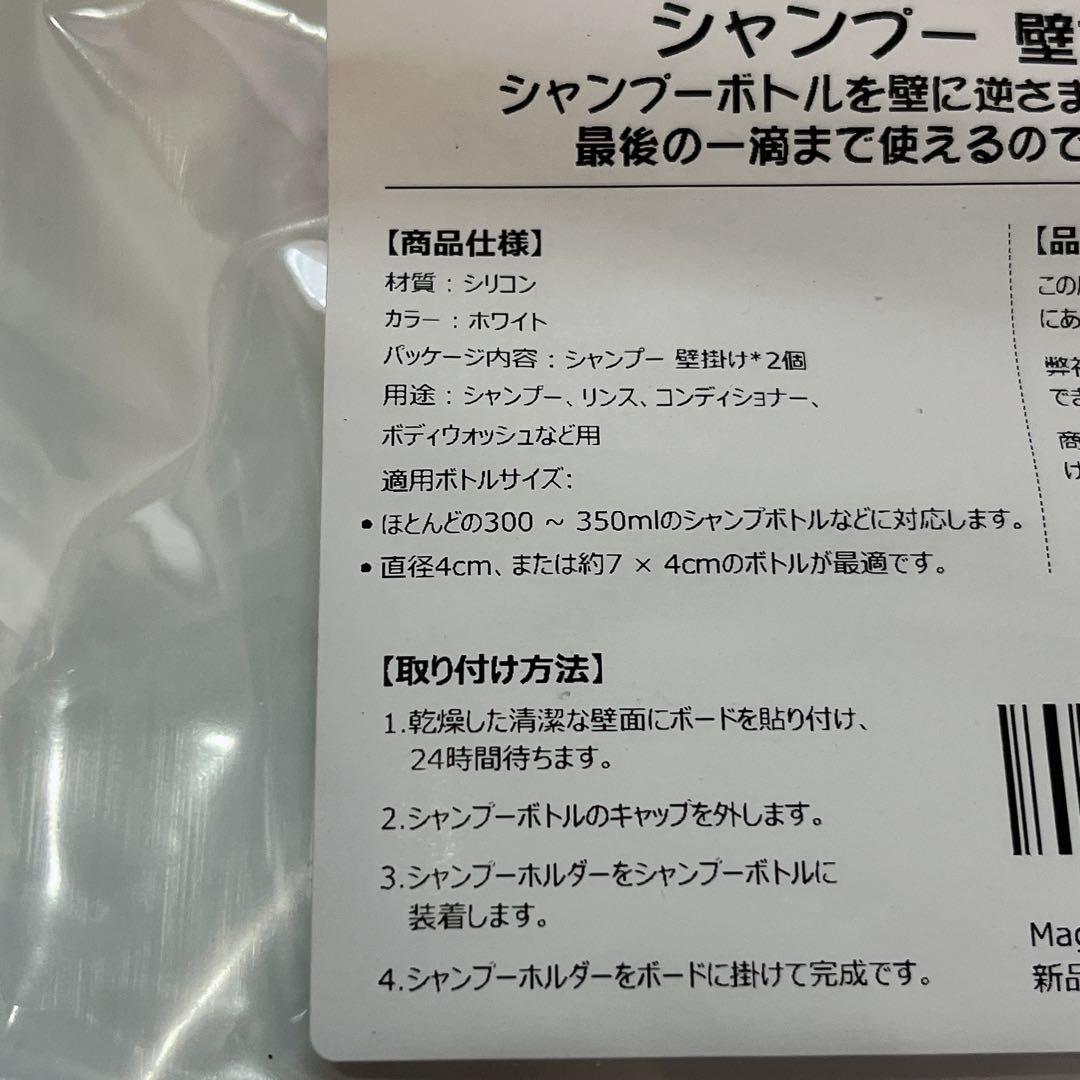 シャンプー 壁
シャンプーボトルを壁に逆さま
最後の一滴まで使えるので
【商品仕様】
材質：シリコン
カラー：ホワイト
パッケージ内容：シャンプー 壁掛け*2個
用途：シャンプー、リンス、コンディショナー、
ボディウォッシュなど用
適用ボトルサイズ:
• ほとんどの300 ~ 350mlのシャンプボトルなどに対応します。
• 直径4cm、または約7 × 4cmのボトルが最適です。
【取り付け方法】
1.乾燥した清潔な壁面にボードを貼り付け、
24時間待ちます。
2.シャンプーボトルのキャップを外します。
3.シャンプーホルダーをシャンプーボトルに
装着します。
4.シャンプーホルダーをボードに掛けて完成です。
【品
この
にあ
弊社
でき
商
け
Mag
新品